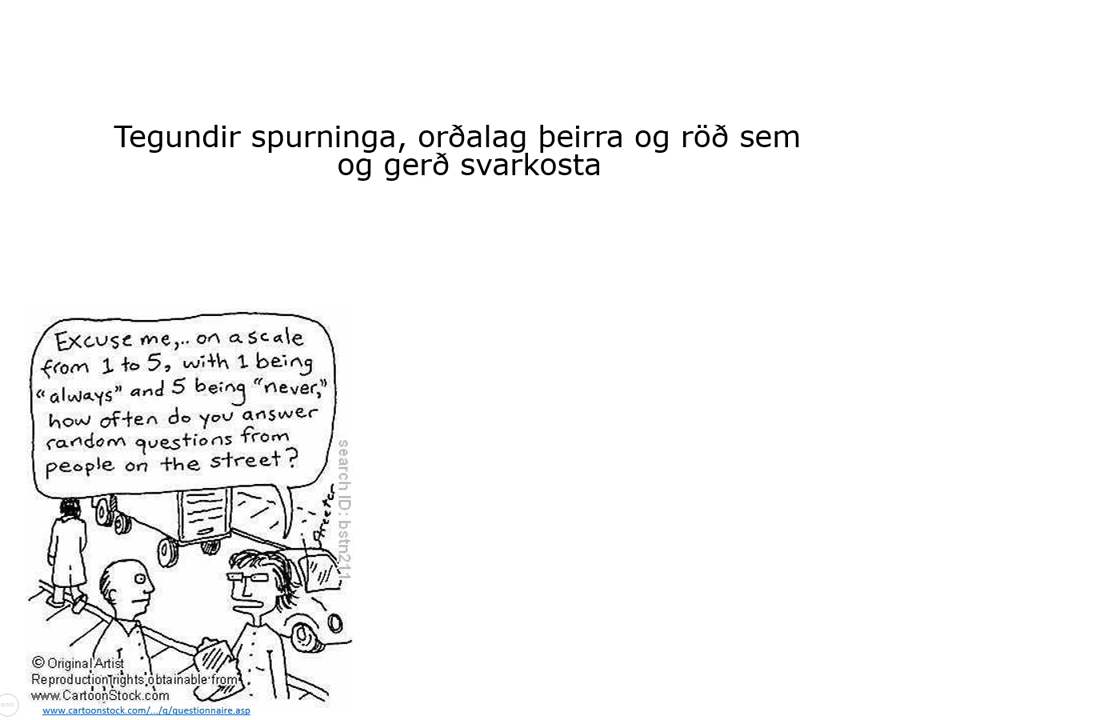 Tegundir spurninga, orðalag þeirra og röð sem
og gerð svarkosta
Excuse me,.. on a scale
from 1 to 5, with 1 being
"always" and 5 being "never,"
how often do you answer
random questions from
people on the street?
search ID: bstn211
Streeter
© Original Artist
Reproduction rights obtainable from
www.CartoonStock.com
www.cartoonstock.com/.../q/questionnaire.asp